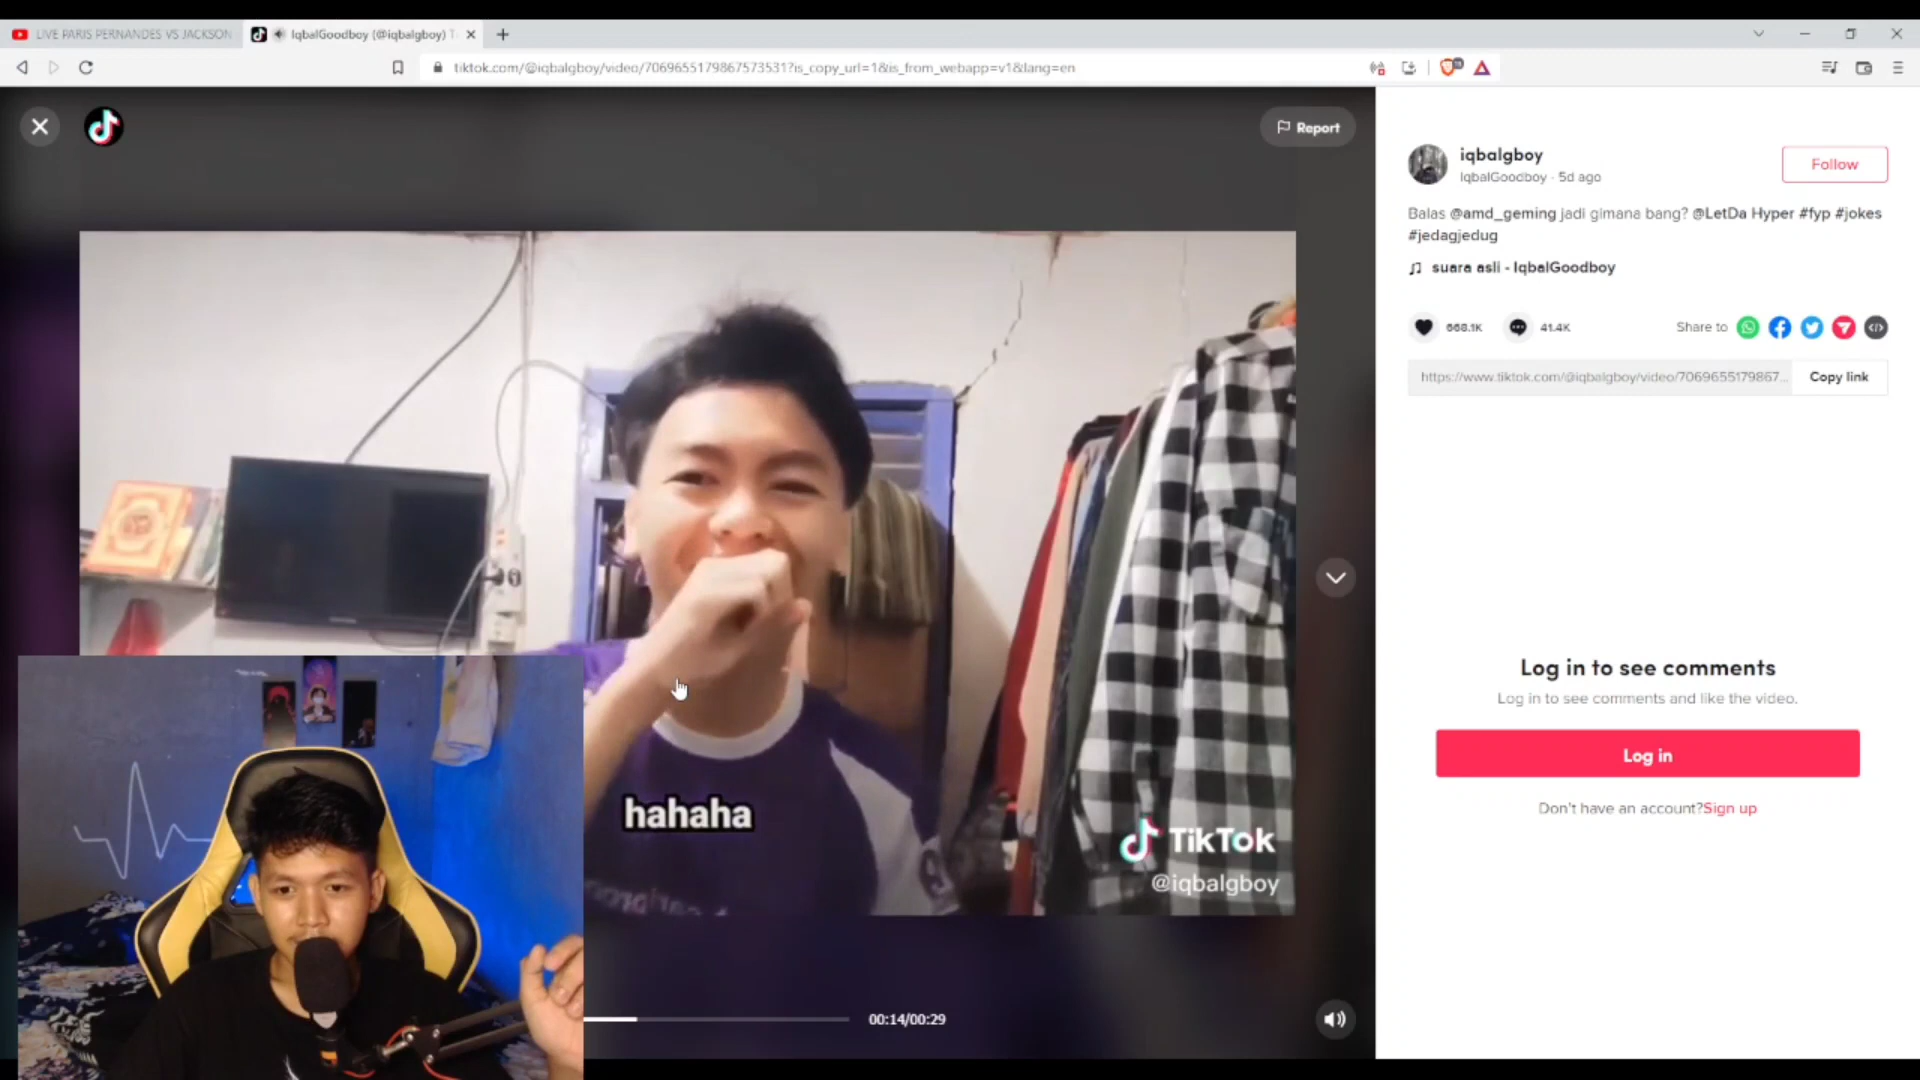 LIVE PARIS PERNANDES VS JACKSON
IqbalGoodboy (@iqbalgboy) T
tiktok.com/@iqbalgboy/video/7069655179867573531?is_copy_url=1&is_from_webapp=v1&lang=en
Report
iqbalgboy
IqbalGoodboy · 5d ago
Follow
Balas @amd_geming jadi gimana bang? @LetDa Hyper #fyp #jokes
#jedagjedug
suara asli - IqbalGoodboy
668.1K
41.4K
Share to
https://www.tiktok.com/@iqbalgboy/video/7069655179867...
Copy link
hahaha
TikTok
@iqbalgboy
00:14/00:29
Log in to see comments
Log in to see comments and like the video.
Log in
Don't have an account?Sign up